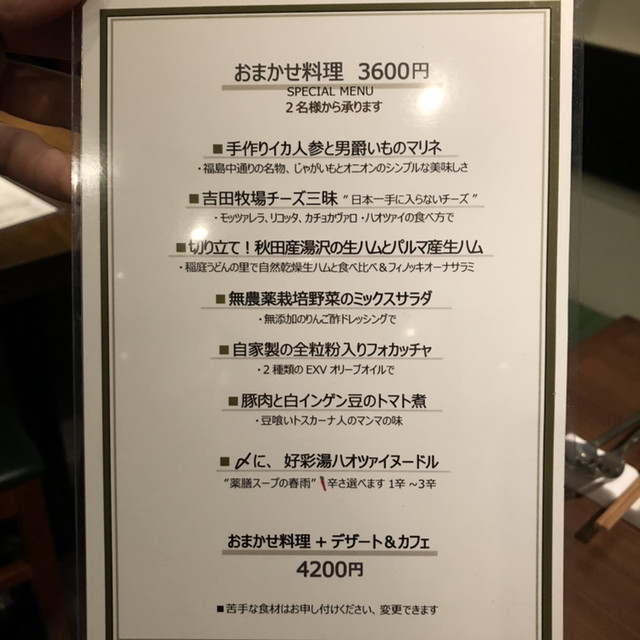 おまかせ料理 3600円
SPECIAL MENU
２名様から承ります
■手作りイカ人参と男爵いものマリネ
・福島中通りの名物、じゃがいもとオニオンのシンプルな美味しさ
■吉田牧場チーズ三昧 “日本一手に入らないチーズ”
・モッツァレラ、リコッタ、カチョカヴァロ・ハオツァイの食べ方で
■切り立て！秋田産湯沢の生ハムとパルマ産生ハム
・稲庭うどんの里で自然乾燥生ハムと食べ比べ＆フィノッキオーナサラミ
■無農薬栽培野菜のミックスサラダ
・無添加のりんご酢ドレッシングで
■自家製の全粒粉入りフォカッチャ
・２種類の EXV オリーブオイルで
■豚肉と白インゲン豆のトマト煮
・豆喰いトスカーナ人のマンマの味
■〆に、好彩湯ハオツァイヌードル
“薬膳スープの春雨” 辛さ選べます 1辛～3辛
おまかせ料理 + デザート＆カフェ
4200円
■苦手な食材はお申し付けください、変更できます